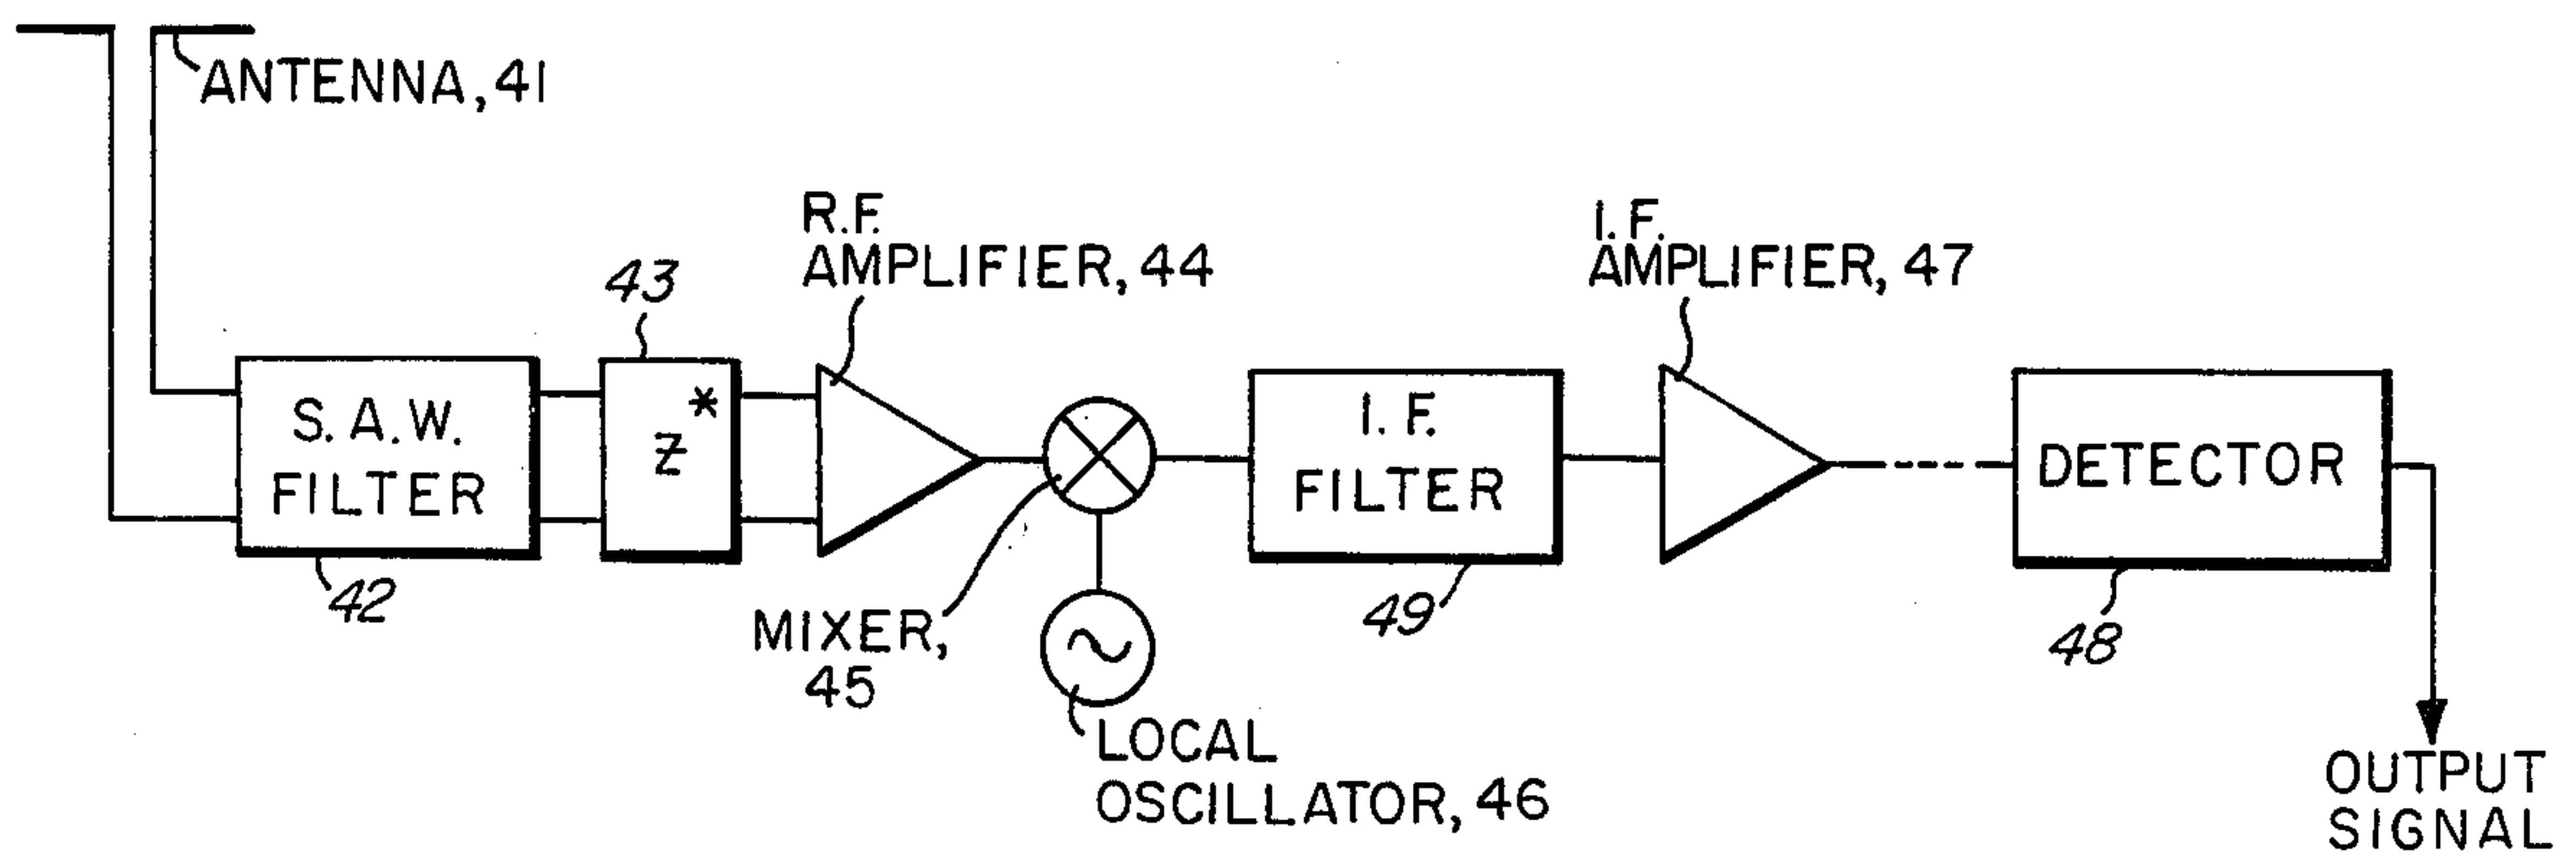 ANTENNA, 41
R.F.
AMPLIFIER, 44
I.F.
AMPLIFIER, 47
43
Z*
S.A.W.
FILTER
42
I.F.
FILTER
49
DETECTOR
48
MIXER,
45
LOCAL
OSCILLATOR, 46
OUTPUT
SIGNAL